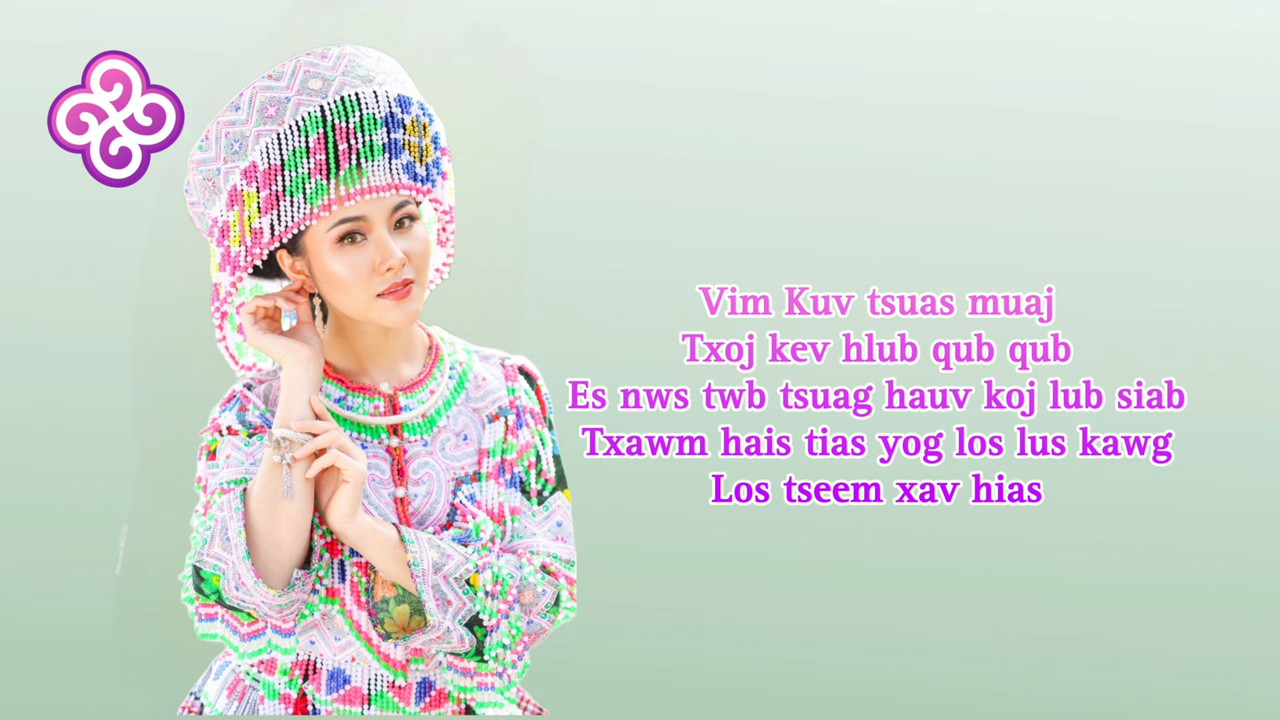 Vim Kuv tsuas muaj
Txoj kev hlub qub qub
Es nws twb tsuag hauv koj lub siab
Txawm hais tias yog los lus kawg
Los tseem xav hias